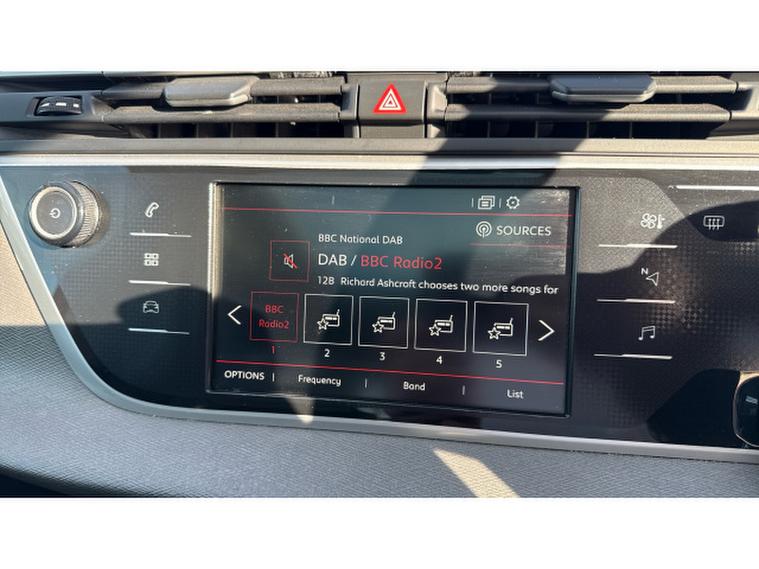 SOURCES
BBC National DAB
DAB / BBC Radio2
12B Richard Ashcroft chooses two more songs for
BBC
Radio2
1 2 3 4 5
OPTIONS Frequency Band List
N